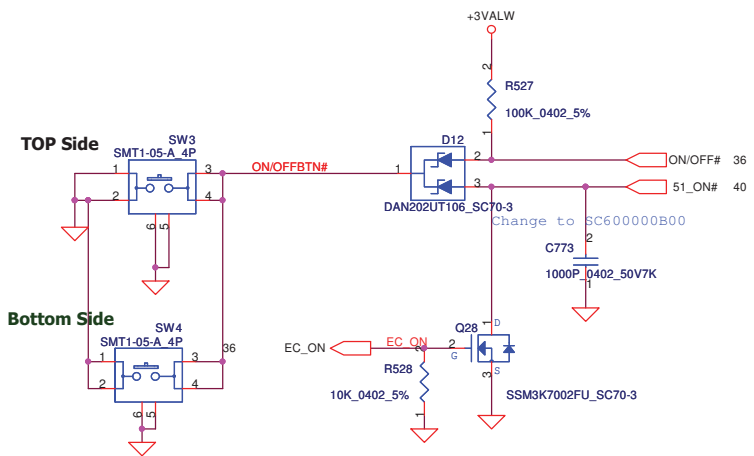 +3VALW
2
R527
100K_0402_5%
1
TOP Side
SW3
SMT1-05-A_4P
1
2
3
4
6
5
ON/OFFBTN#
D12
1
2
3
DAN202UT106_SC70-3
ON/OFF# 36
51_ON# 40
Change to SC600000B00
C773
2
1000P_0402_50V7K
1
Bottom Side
SW4
SMT1-05-A_4P
36
1
2
3
4
6
5
EC_ON
EC_ON
2
R528
10K_0402_5%
1
Q28
1
D
2
G
3
S
SSM3K7002FU_SC70-3